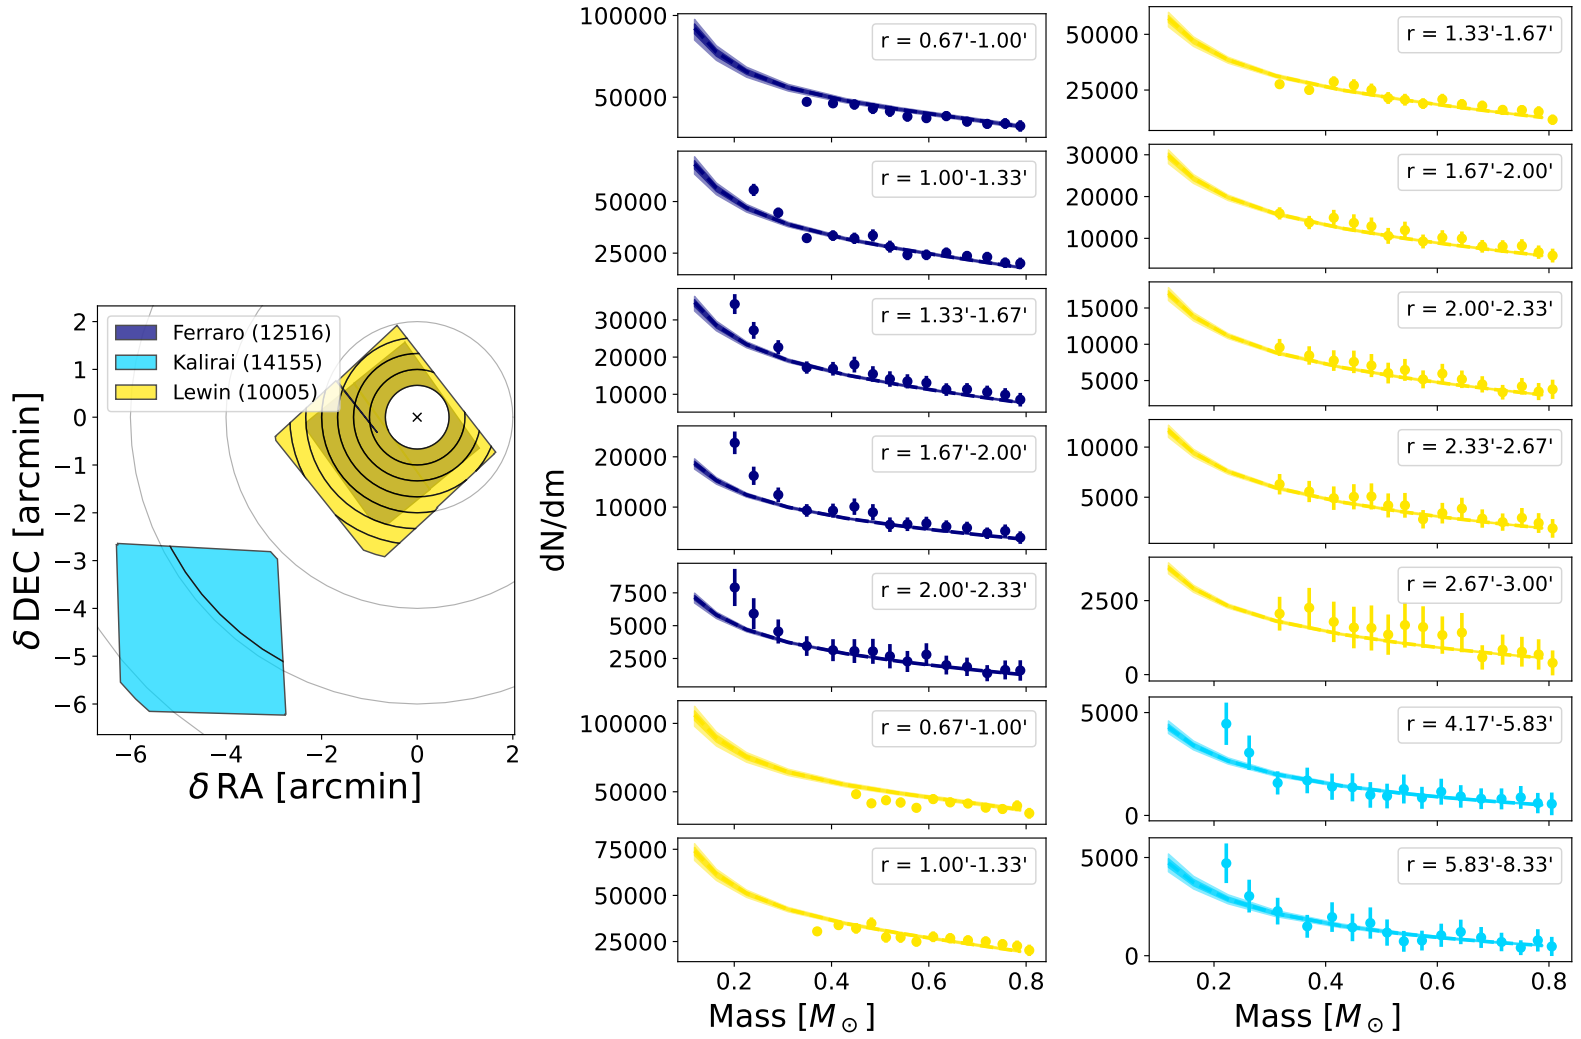 Ferraro (12516)
Kalirai (14155)
Lewin (10005)
2
1
0
−1
−2
−3
−4
−5
−6
δ DEC [arcmin]
−6 −4 −2 0 2
δ RA [arcmin]
dN/dm
100000
50000
r = 0.67'-1.00'
50000
25000
r = 1.00'-1.33'
30000
20000
10000
r = 1.33'-1.67'
20000
10000
r = 1.67'-2.00'
7500
5000
2500
r = 2.00'-2.33'
100000
50000
r = 0.67'-1.00'
75000
50000
25000
r = 1.00'-1.33'
0.2 0.4 0.6 0.8
Mass [M⊙]
50000
25000
r = 1.33'-1.67'
30000
20000
10000
r = 1.67'-2.00'
15000
10000
5000
r = 2.00'-2.33'
10000
5000
r = 2.33'-2.67'
2500
0
r = 2.67'-3.00'
5000
0
r = 4.17'-5.83'
5000
0
r = 5.83'-8.33'
0.2 0.4 0.6 0.8
Mass [M⊙]